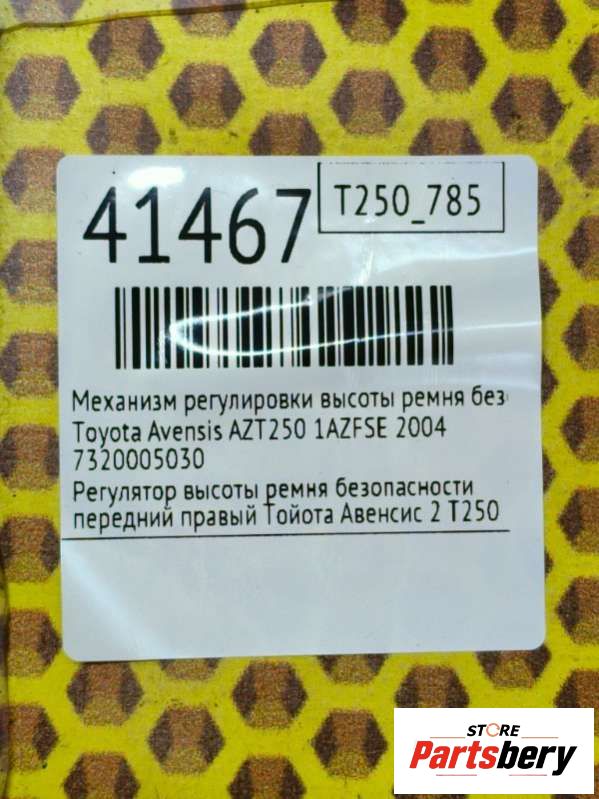 41467
T250_785
Механизм регулировки высоты ремня без
Toyota Avensis AZT250 1AZFSE 2004
7320005030
Регулятор высоты ремня безопасности
передний правый Тойота Авенсис 2 T250
STORE
Partsbery